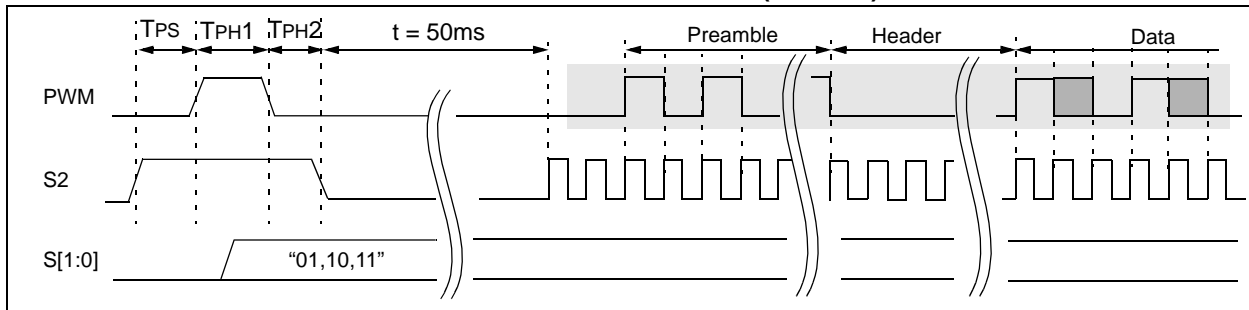 TPS TPH1 TPH2 t = 50ms Preamble Header Data
PWM
S2
S[1:0] “01,10,11”